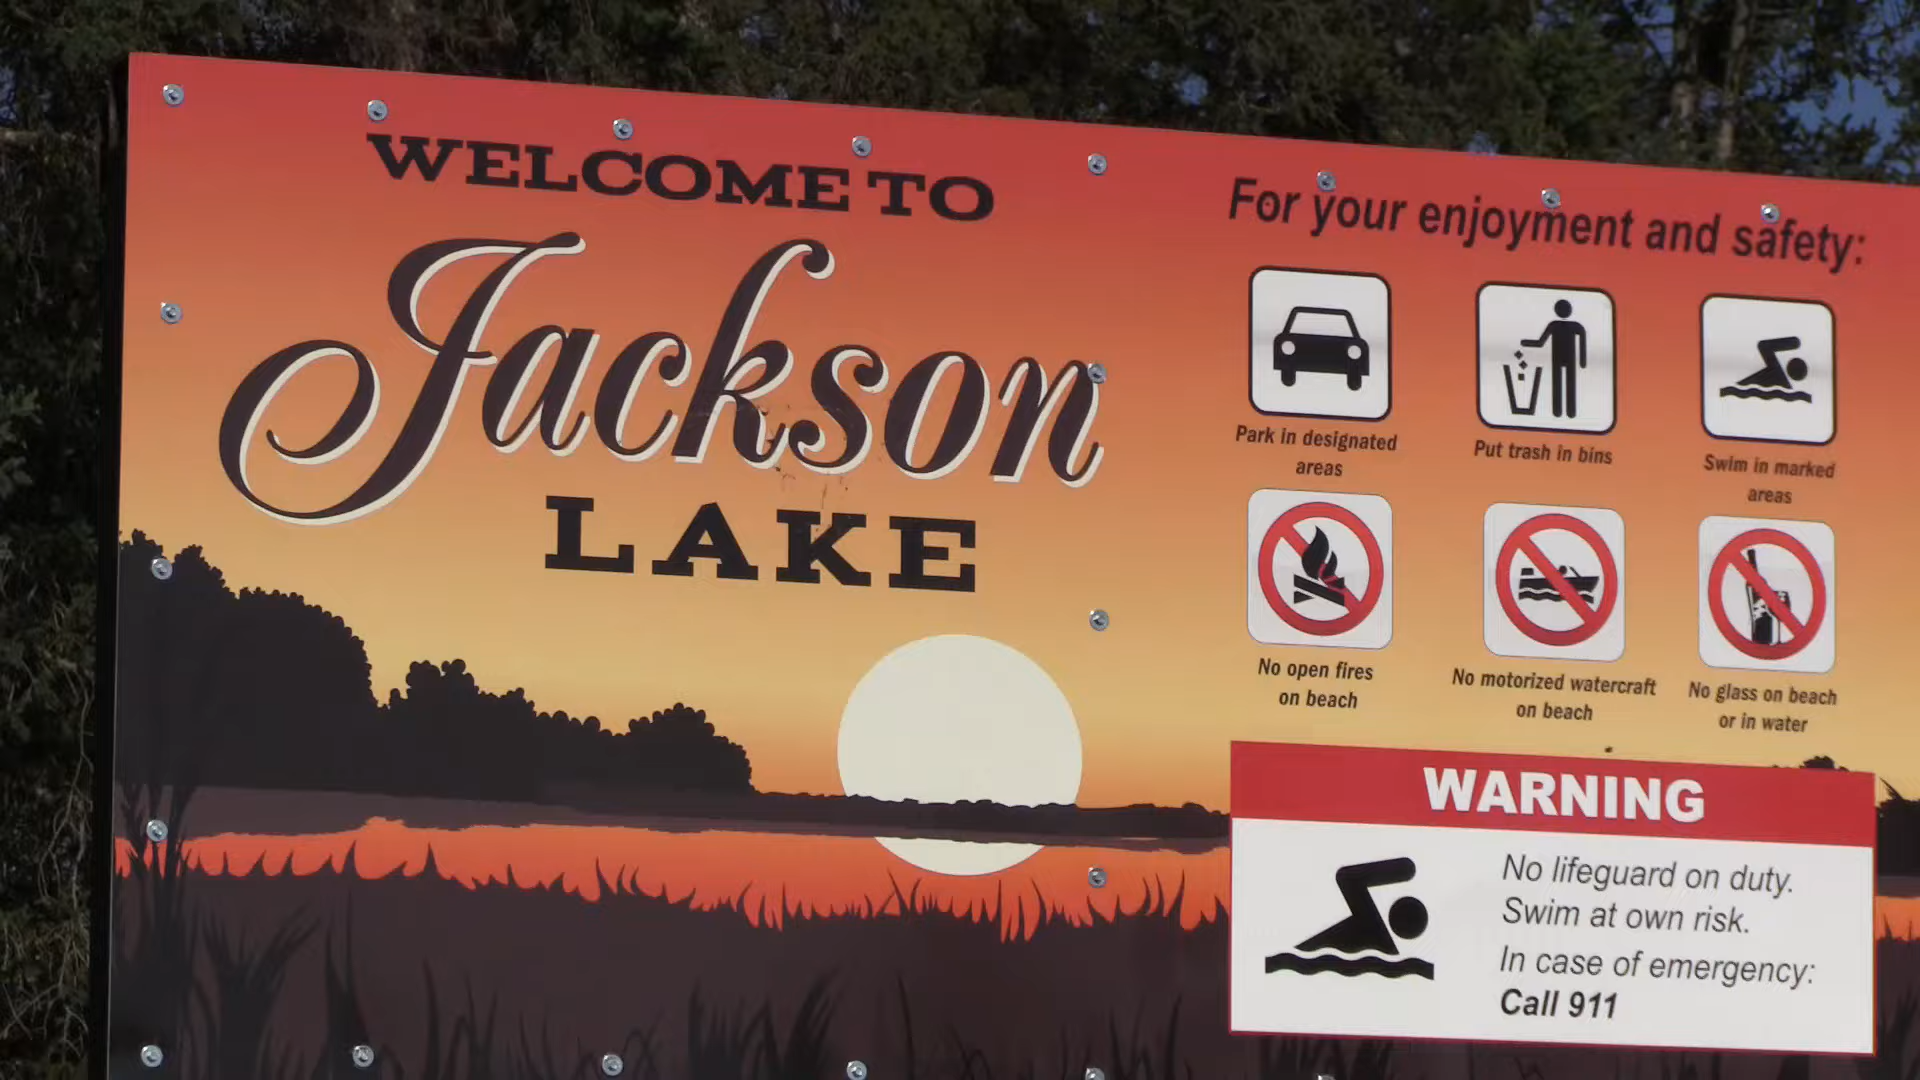 WELCOME TO
Jackson
LAKE
For your enjoyment and safety:
Park in designated
areas
Put trash in bins
Swim in marked
areas
No open fires
on beach
No motorized watercraft
on beach
No glass on beach
or in water
WARNING
No lifeguard on duty.
Swim at own risk.
In case of emergency:
Call 911